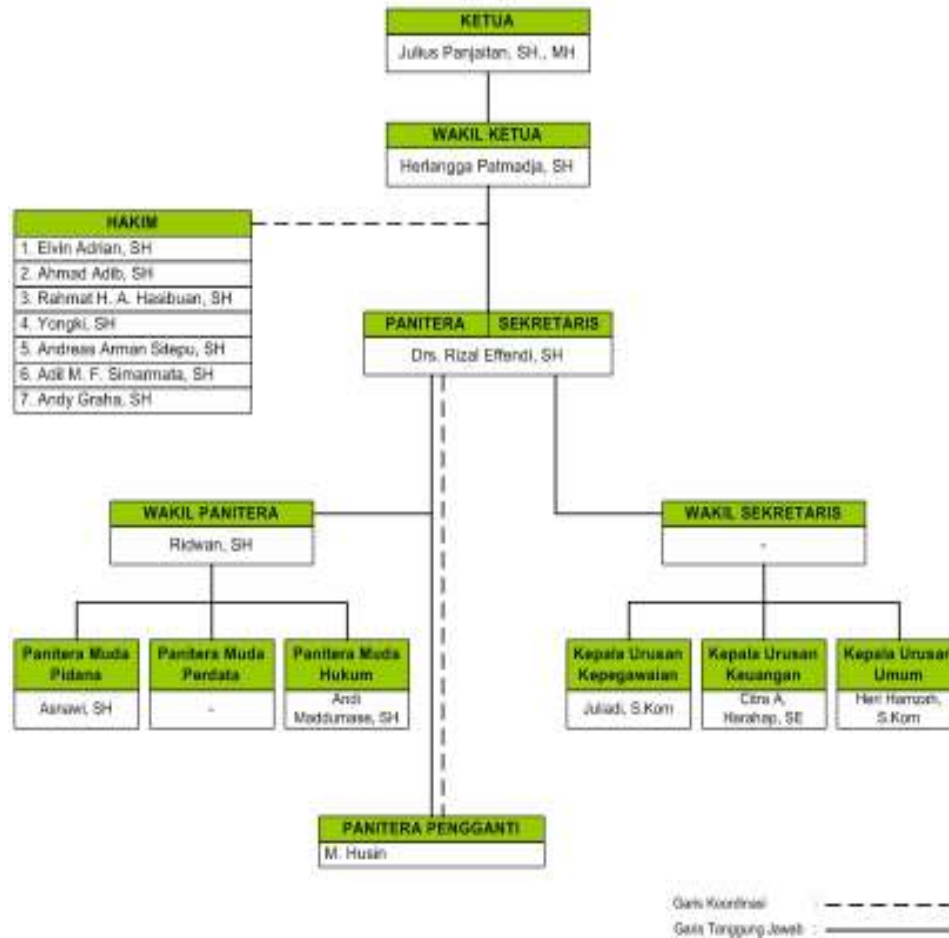 KETUA
Julius Panjaitan, SH., MH
WAKIL KETUA
Herlangga Patmadja, SH
HAKIM
1. Elvin Adrian, SH
2. Ahmad Adib, SH
3. Rahmat H. A. Hasibuan, SH
4. Yongki, SH
5. Andreas Arman Sitepu, SH
6. Adil M. F. Simarmata, SH
7. Andy Graha, SH
PANITERA SEKRETARIS
Drs. Rizal Effendi, SH
WAKIL PANITERA
Ridwan, SH
WAKIL SEKRETARIS
-
Panitera Muda
Pidana
Asnawi, SH
Panitera Muda
Perdata
-
Panitera Muda
Hukum
Andi
Maddumase, SH
Kepala Urusan
Kepegawaian
Juliadi, S.Kom
Kepala Urusan
Keuangan
Citra A,
Harahap, SE
Kepala Urusan
Umum
Heri Hamzah,
S.Kom
PANITERA PENGGANTI
M. Husin
Garis Koordinasi :
Garis Tanggung Jawab :